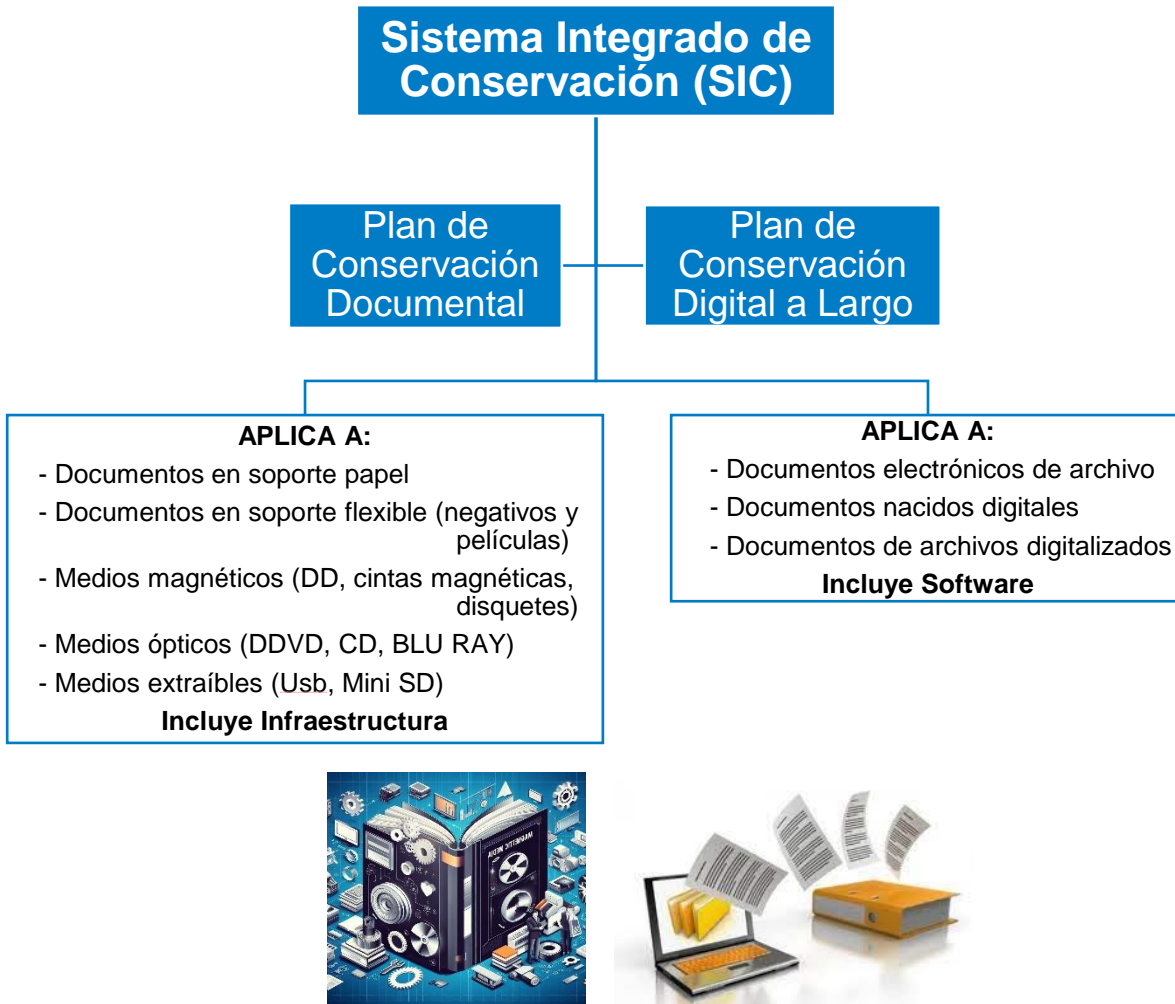 Sistema Integrado de
Conservación (SIC)
Plan de
Conservación
Documental
Plan de
Conservación
Digital a Largo
APLICA A:
- Documentos en soporte papel
- Documentos en soporte flexible (negativos y
películas)
- Medios magnéticos (DD, cintas magnéticas,
disquetes)
- Medios ópticos (DDVD, CD, BLU RAY)
- Medios extraíbles (Usb, Mini SD)
Incluye Infraestructura
APLICA A:
- Documentos electrónicos de archivo
- Documentos nacidos digitales
- Documentos de archivos digitalizados
Incluye Software